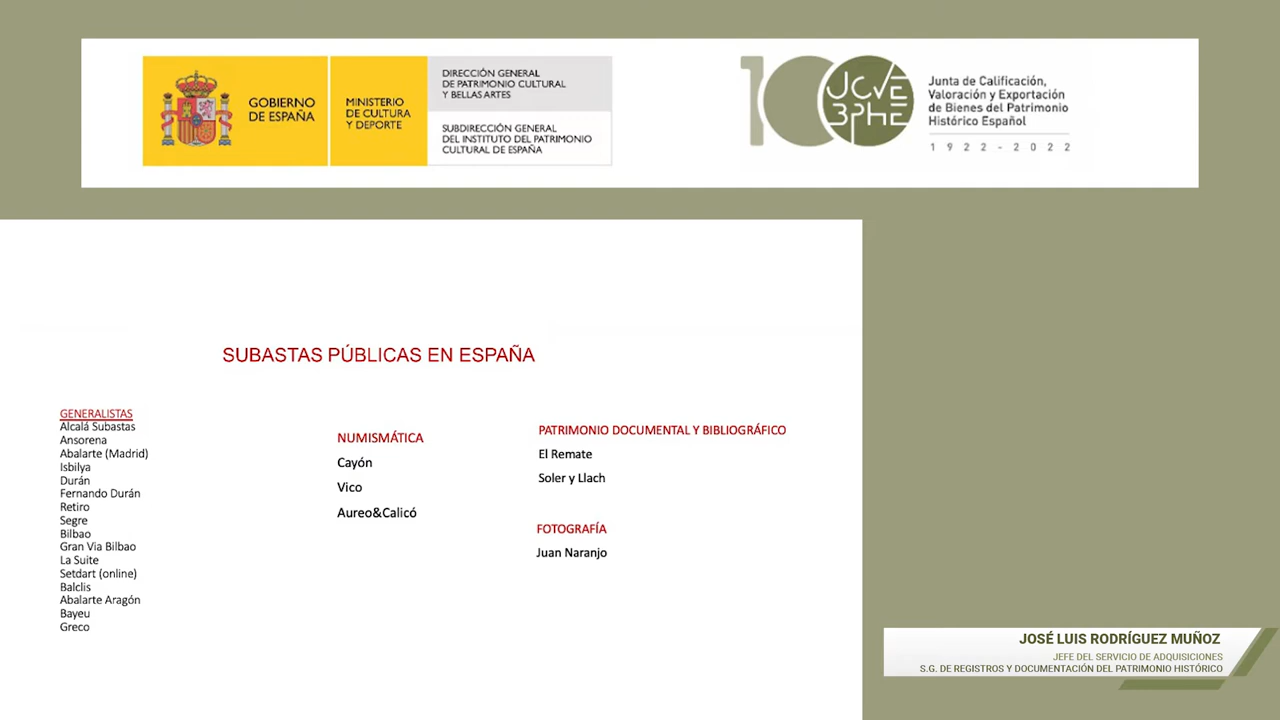 GOBIERNO
DE ESPAÑA
MINISTERIO
DE CULTURA
Y DEPORTE
DIRECCIÓN GENERAL
DE PATRIMONIO CULTURAL
Y BELLAS ARTES
SUBDIRECCIÓN GENERAL
DEL INSTITUTO DEL PATRIMONIO
CULTURAL DE ESPAÑA
100
JCVE
BPHE
Junta de Calificación,
Valoración y Exportación
de Bienes del Patrimonio
Histórico Español
1922-2022
SUBASTAS PÚBLICAS EN ESPAÑA
GENERALISTAS
Alcalá Subastas
Ansorena
Abalarte (Madrid)
Isbilya
Durán
Fernando Durán
Retiro
Segre
Bilbao
Gran Via Bilbao
La Suite
Setdart (online)
Balclis
Abalarte Aragón
Bayeu
Greco
NUMISMÁTICA
Cayón
Vico
Aureo&Calicó
PATRIMONIO DOCUMENTAL Y BIBLIOGRÁFICO
El Remate
Soler y Llach
FOTOGRAFÍA
Juan Naranjo
JOSÉ LUIS RODRÍGUEZ MUÑOZ
JEFE DEL SERVICIO DE ADQUISICIONES
S.G. DE REGISTROS Y DOCUMENTACIÓN DEL PATRIMONIO HISTÓRICO